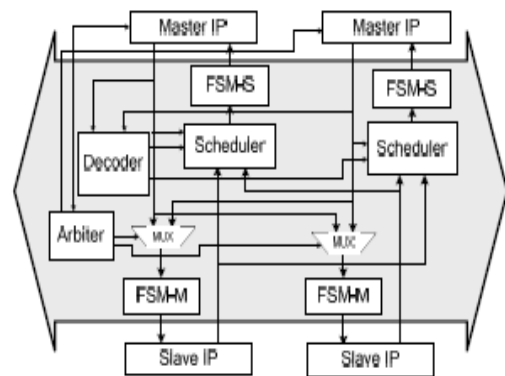 Master IP
Master IP
FSM-S
FSM-S
Decoder
Scheduler
Scheduler
Arbiter
MUX
MUX
FSM-M
FSM-M
Slave IP
Slave IP